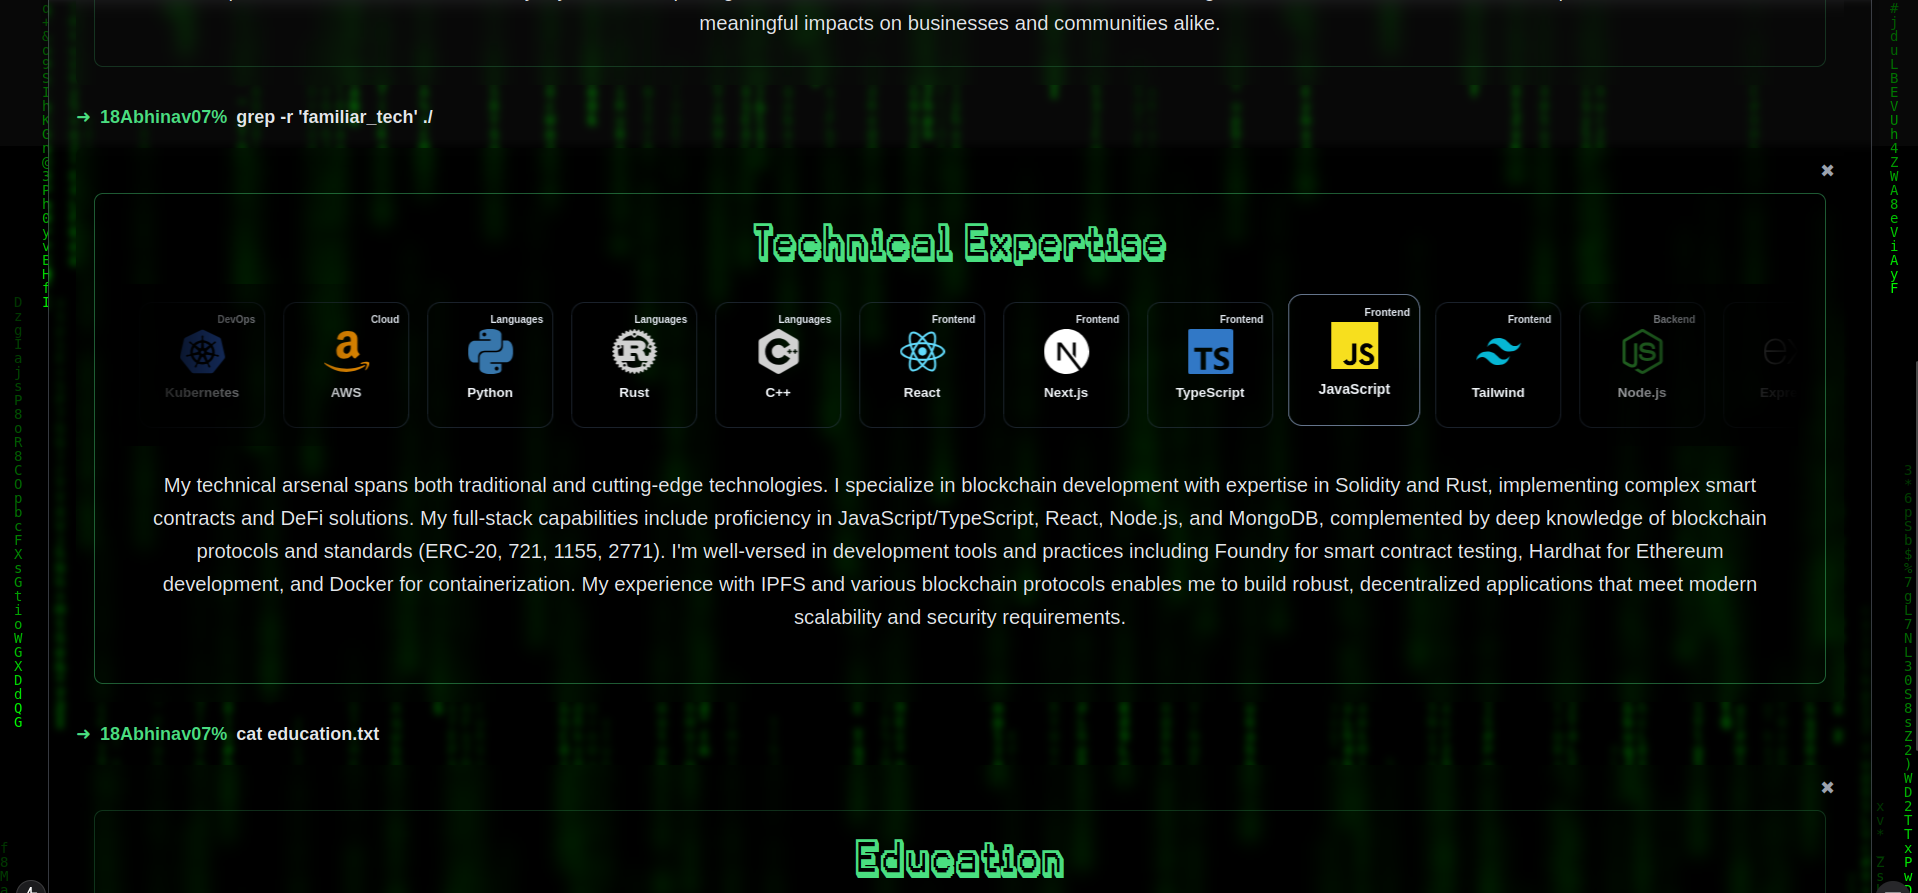 meaningful impacts on businesses and communities alike.
➜ 18Abhinav07% grep -r 'familiar_tech' ./
✖
Technical Expertise
DevOps
Kubernetes
Cloud
AWS
Languages
Python
Languages
Rust
Languages
C++
Frontend
React
Frontend
Next.js
Frontend
TS
TypeScript
Frontend
JS
JavaScript
Frontend
Tailwind
Backend
Node.js
My technical arsenal spans both traditional and cutting-edge technologies. I specialize in blockchain development with expertise in Solidity and Rust, implementing complex smart
contracts and DeFi solutions. My full-stack capabilities include proficiency in JavaScript/TypeScript, React, Node.js, and MongoDB, complemented by deep knowledge of blockchain
protocols and standards (ERC-20, 721, 1155, 2771). I'm well-versed in development tools and practices including Foundry for smart contract testing, Hardhat for Ethereum
development, and Docker for containerization. My experience with IPFS and various blockchain protocols enables me to build robust, decentralized applications that meet modern
scalability and security requirements.
➜ 18Abhinav07% cat education.txt
✖
Education